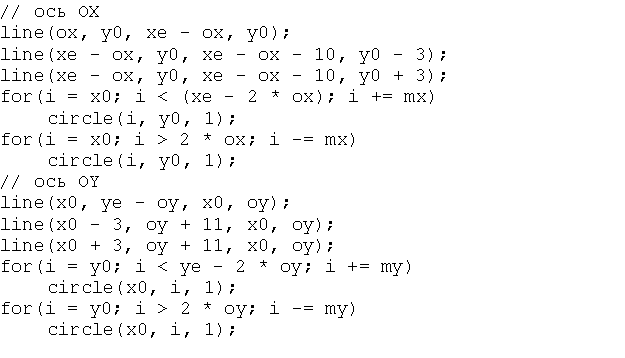 // ось OX
line(ox, y0, xe - ox, y0);
line(xe - ox, y0, xe - ox - 10, y0 - 3);
line(xe - ox, y0, xe - ox - 10, y0 + 3);
for(i = x0; i < (xe - 2 * ox); i += mx)
    circle(i, y0, 1);
for(i = x0; i > 2 * ox; i -= mx)
    circle(i, y0, 1);
// ось OY
line(x0, ye - oy, x0, oy);
line(x0 - 3, oy + 11, x0, oy);
line(x0 + 3, oy + 11, x0, oy);
for(i = y0; i < ye - 2 * oy; i += my)
    circle(x0, i, 1);
for(i = y0; i > 2 * oy; i -= my)
    circle(x0, i, 1);